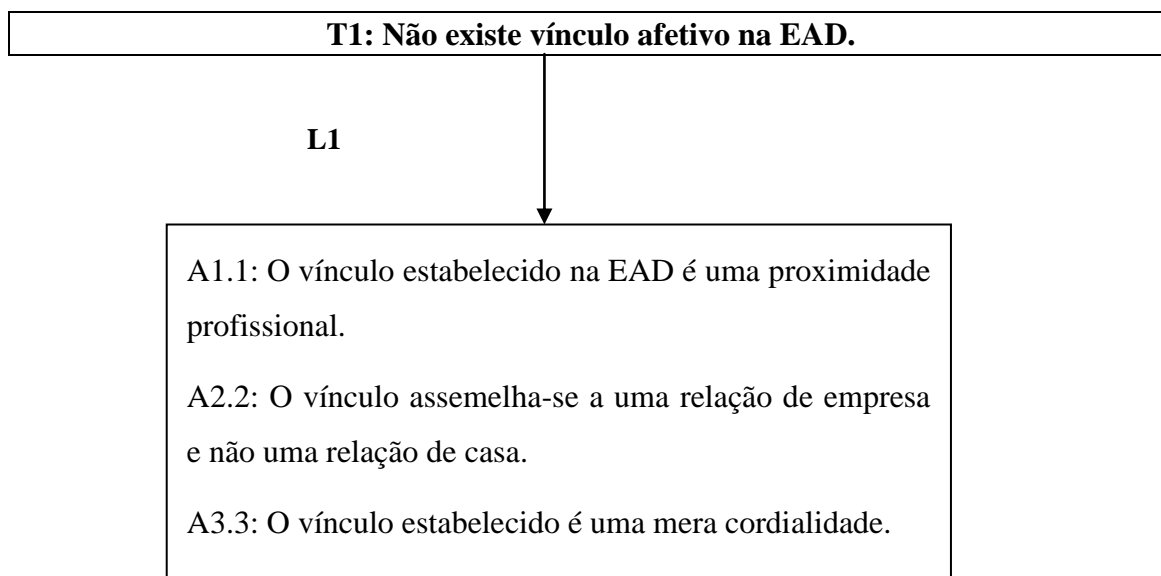 T1: Não existe vínculo afetivo na EAD.
L1
A1.1: O vínculo estabelecido na EAD é uma proximidade
profissional.
A2.2: O vínculo assemelha-se a uma relação de empresa
e não uma relação de casa.
A3.3: O vínculo estabelecido é uma mera cordialidade.